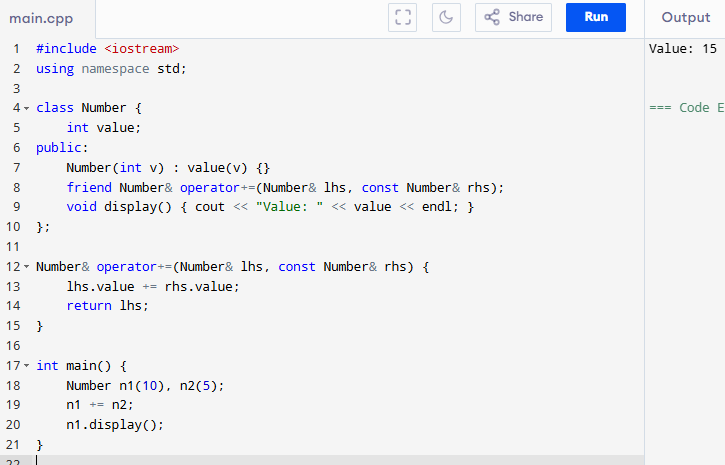 main.cpp Share Run Output
1 #include <iostream> Value: 15
2 using namespace std;
3
4 class Number { === Code E
5     int value;
6 public:
7     Number(int v) : value(v) {}
8     friend Number& operator+=(Number& lhs, const Number& rhs);
9     void display() { cout << "Value: " << value << endl; }
10 };
11
12 Number& operator+=(Number& lhs, const Number& rhs) {
13     lhs.value += rhs.value;
14     return lhs;
15 }
16
17 int main() {
18     Number n1(10), n2(5);
19     n1 += n2;
20     n1.display();
21 }
22